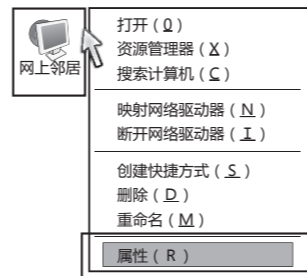 网上邻居
打开（O）
资源管理器（X）
搜索计算机（C）
映射网络驱动器（N）
断开网络驱动器（I）
创建快捷方式（S）
删除（D）
重命名（M）
属性（R）